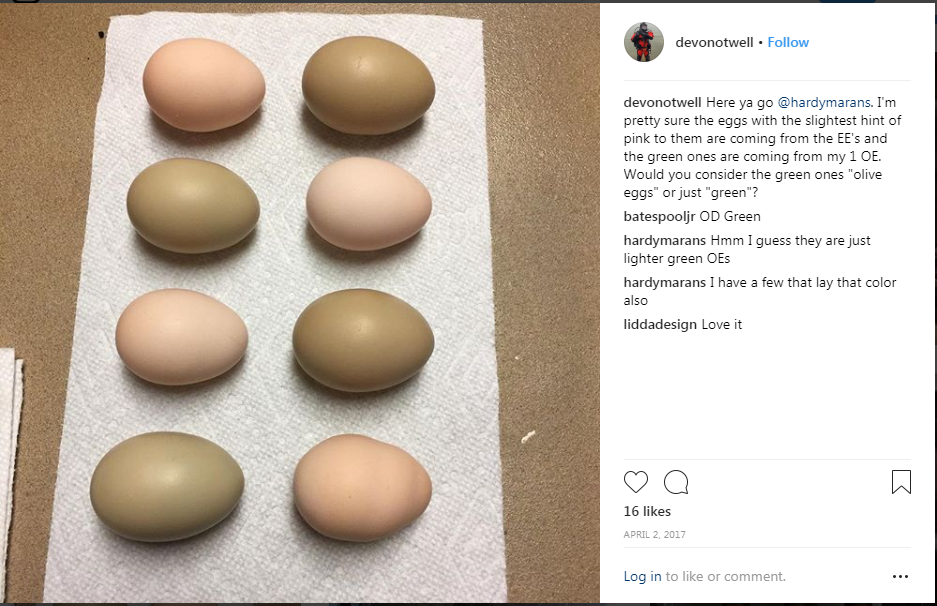 devonotwell • Follow
devonotwell Here ya go @hardymarans. I'm
pretty sure the eggs with the slightest hint of
pink to them are coming from the EE's and
the green ones are coming from my 1 OE.
Would you consider the green ones "olive
eggs" or just "green"?
batespooljr OD Green
hardymarans Hmm I guess they are just
lighter green OEs
hardymarans I have a few that lay that color
also
liddadesign Love it
16 likes
APRIL 2, 2017
Log in to like or comment.